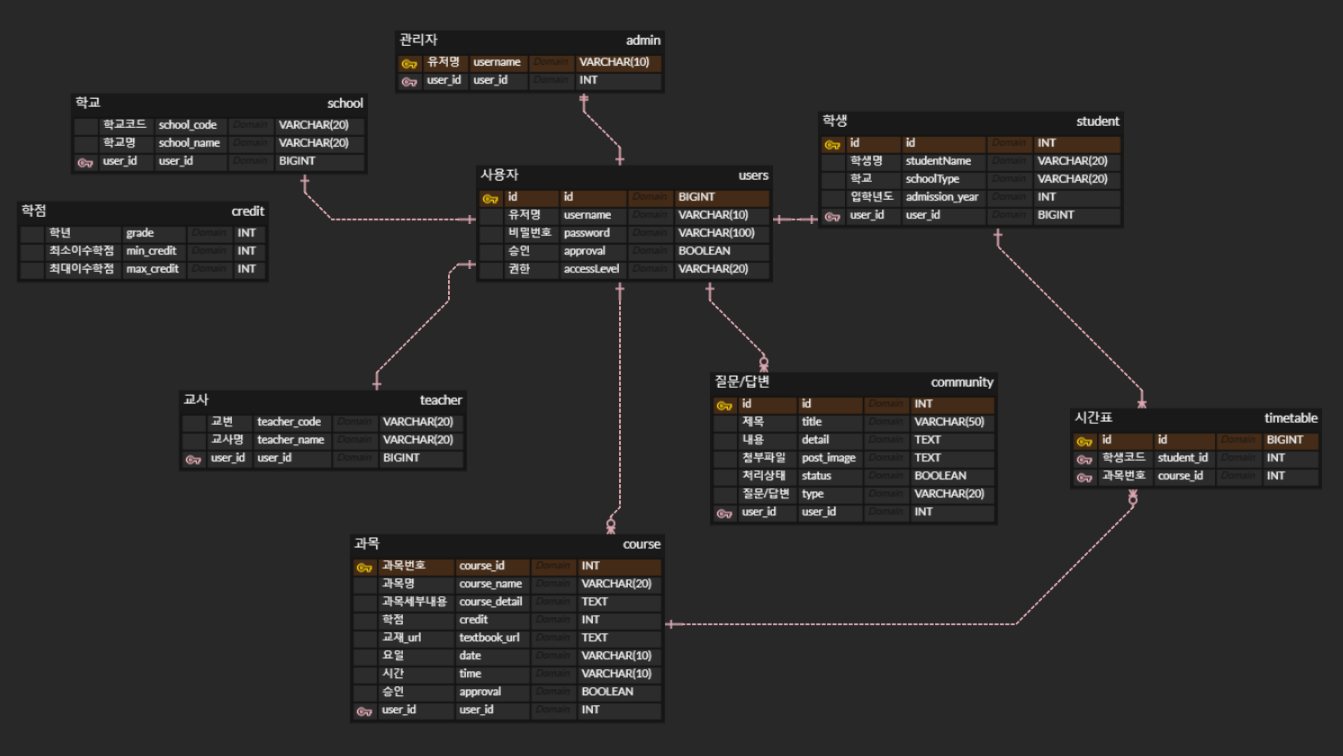 관리자 admin
유저명 username Domain VARCHAR(10)
user_id user_id Domain INT
학교 school
학교코드 school_code Domain VARCHAR(20)
학교명 school_name Domain VARCHAR(20)
user_id user_id Domain BIGINT
학생 student
id id Domain INT
학생명 studentName Domain VARCHAR(20)
학교 schoolType Domain VARCHAR(20)
입학년도 admission_year Domain INT
user_id user_id Domain BIGINT
사용자 users
id id Domain BIGINT
유저명 username Domain VARCHAR(10)
비밀번호 password Domain VARCHAR(100)
승인 approval Domain BOOLEAN
권한 accessLevel Domain VARCHAR(20)
학점 credit
학년 grade Domain INT
최소이수학점 min_credit Domain INT
최대이수학점 max_credit Domain INT
교사 teacher
교번 teacher_code Domain VARCHAR(20)
교사명 teacher_name Domain VARCHAR(20)
user_id user_id Domain BIGINT
질문/답변 community
id id Domain INT
제목 title Domain VARCHAR(50)
내용 detail Domain TEXT
첨부파일 post_image Domain TEXT
처리상태 status Domain BOOLEAN
질문/답변 type Domain VARCHAR(20)
user_id user_id Domain INT
시간표 timetable
id id Domain BIGINT
학생코드 student_id Domain INT
과목번호 course_id Domain INT
과목 course
과목번호 course_id Domain INT
과목명 course_name Domain VARCHAR(20)
과목세부내용 course_detail Domain TEXT
학점 credit Domain INT
교재_url textbook_url Domain TEXT
요일 date Domain VARCHAR(10)
시간 time Domain VARCHAR(10)
승인 approval Domain BOOLEAN
user_id user_id Domain INT